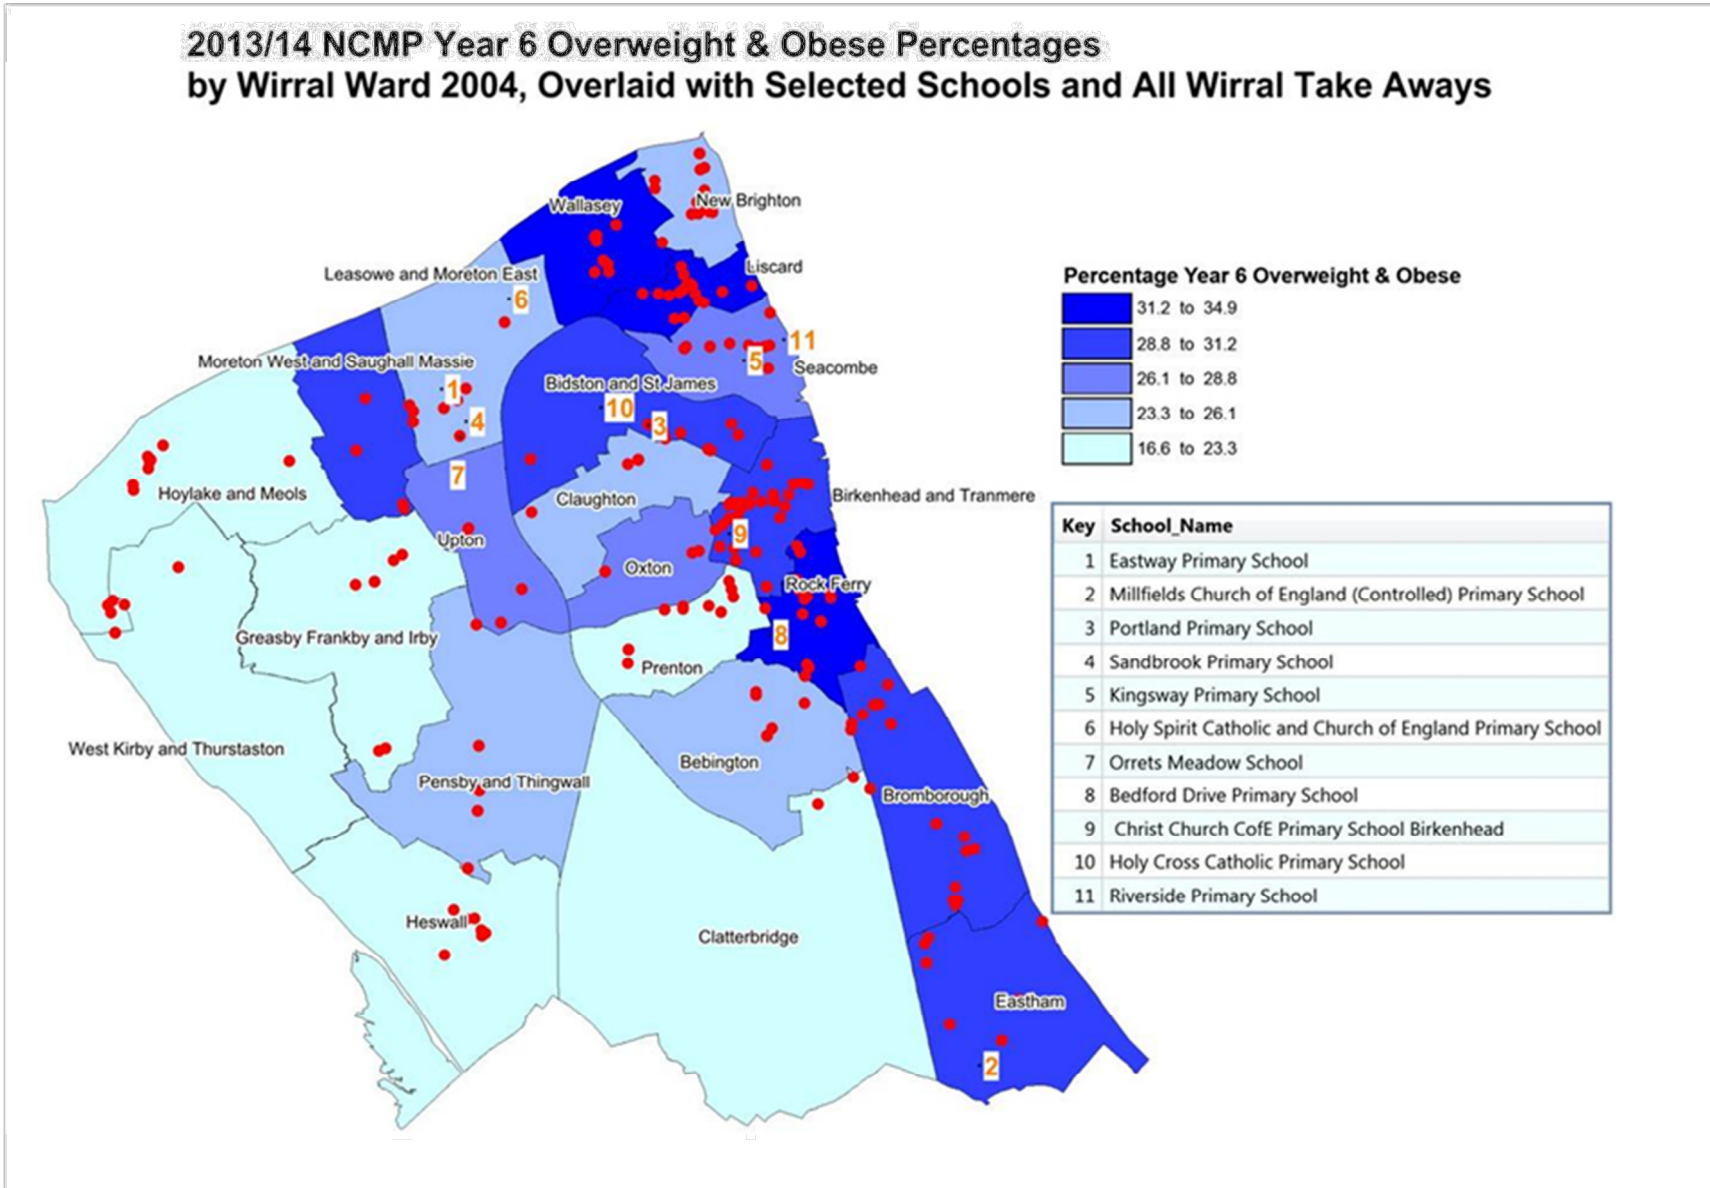 2013/14 NCMP Year 6 Overweight & Obese Percentages
by Wirral Ward 2004, Overlaid with Selected Schools and All Wirral Take Aways
Wallasey
New Brighton
Leasowe and Moreton East
Liscard
6
Moreton West and Saughall Massie
11
5
Seacombe
Bidston and St James
1
10
4
3
7
Hoylake and Meols
Claughton
Birkenhead and Tranmere
9
Upton
Oxton
Rock Ferry
Greasby Frankby and Irby
8
Prenton
West Kirby and Thurstaston
Bebington
Pensby and Thingwall
Bromborough
Heswall
Clatterbridge
Eastham
2
Percentage Year 6 Overweight & Obese
31.2 to 34.9
28.8 to 31.2
26.1 to 28.8
23.3 to 26.1
16.6 to 23.3
Key School_Name
1 Eastway Primary School
2 Millfields Church of England (Controlled) Primary School
3 Portland Primary School
4 Sandbrook Primary School
5 Kingsway Primary School
6 Holy Spirit Catholic and Church of England Primary School
7 Orrets Meadow School
8 Bedford Drive Primary School
9 Christ Church CofE Primary School Birkenhead
10 Holy Cross Catholic Primary School
11 Riverside Primary School